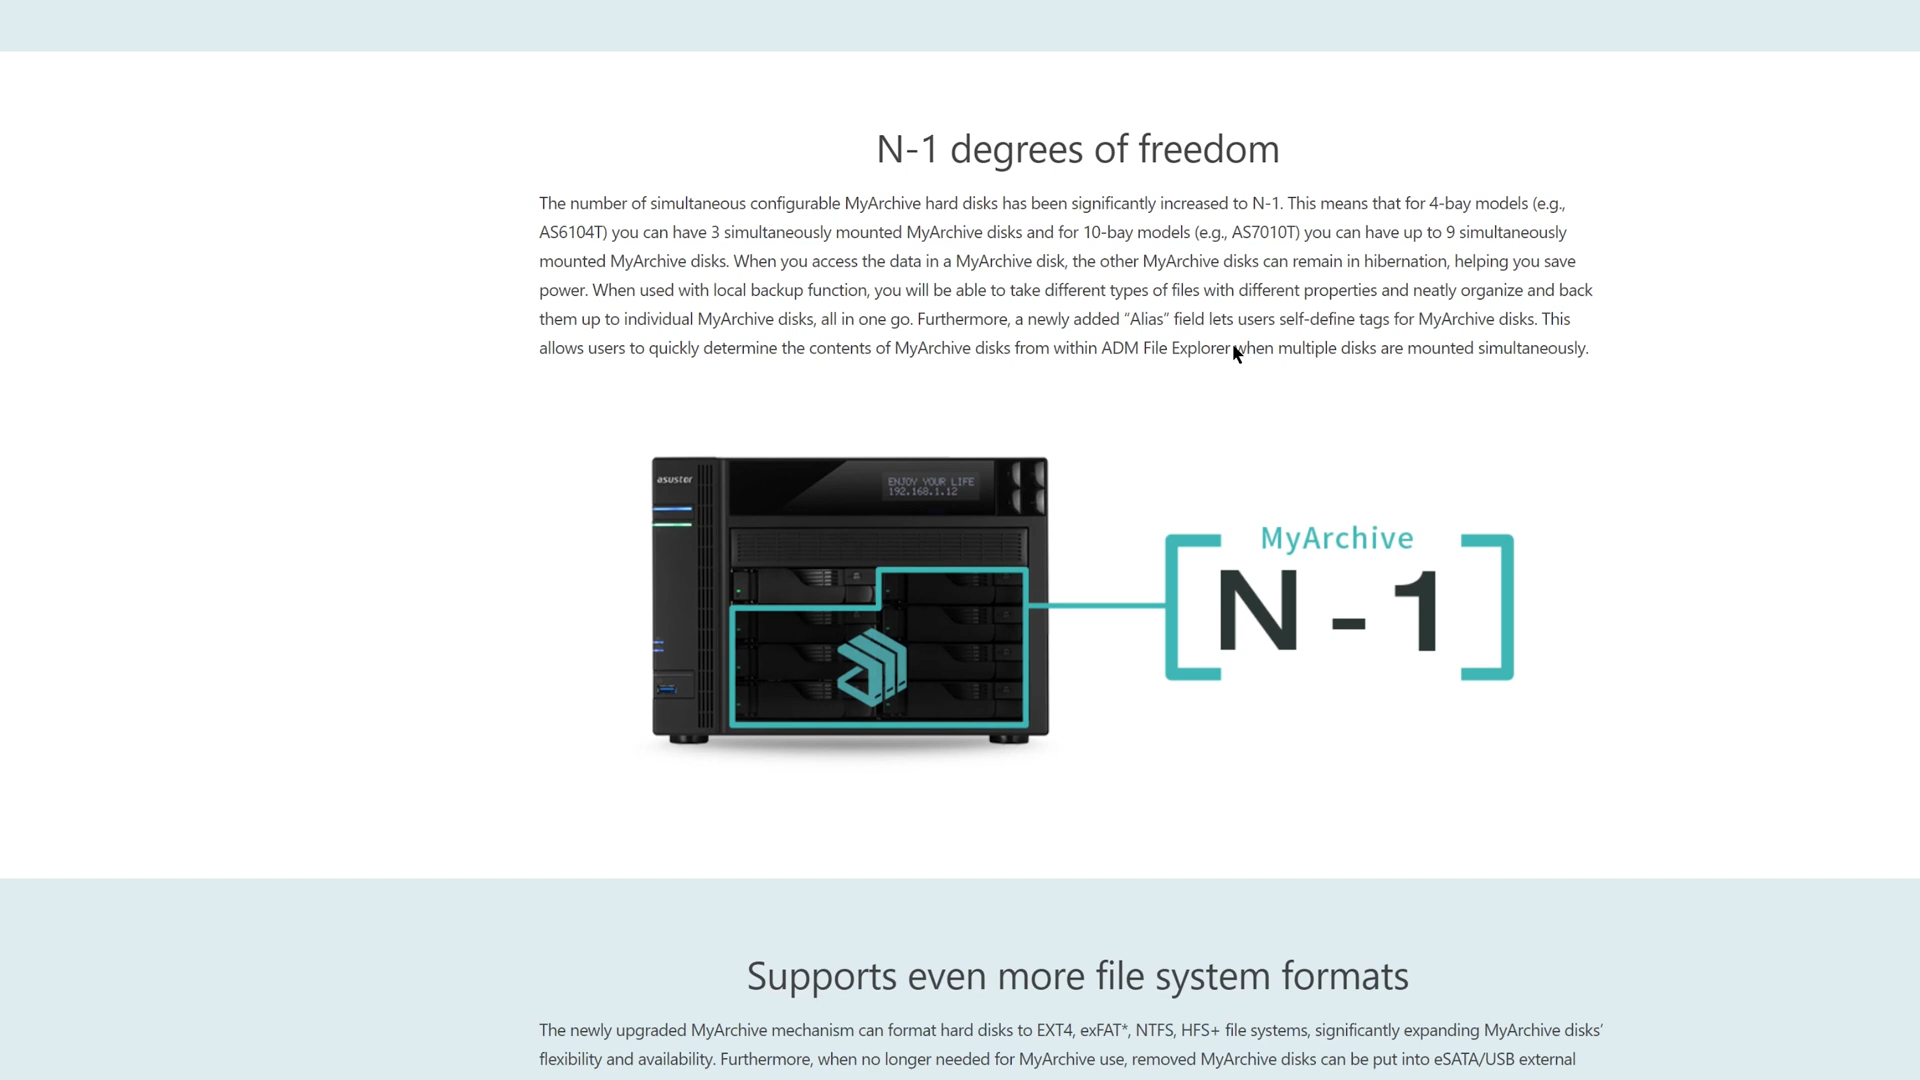 N-1 degrees of freedom
The number of simultaneous configurable MyArchive hard disks has been significantly increased to N-1. This means that for 4-bay models (e.g.,
AS6104T) you can have 3 simultaneously mounted MyArchive disks and for 10-bay models (e.g., AS7010T) you can have up to 9 simultaneously
mounted MyArchive disks. When you access the data in a MyArchive disk, the other MyArchive disks can remain in hibernation, helping you save
power. When used with local backup function, you will be able to take different types of files with different properties and neatly organize and back
them up to individual MyArchive disks, all in one go. Furthermore, a newly added “Alias” field lets users self-define tags for MyArchive disks. This
allows users to quickly determine the contents of MyArchive disks from within ADM File Explorer when multiple disks are mounted simultaneously.
asustor
ENJOY YOUR LIFE
192.168.1.12
MyArchive
N - 1
Supports even more file system formats
The newly upgraded MyArchive mechanism can format hard disks to EXT4, exFAT*, NTFS, HFS+ file systems, significantly expanding MyArchive disks’
flexibility and availability. Furthermore, when no longer needed for MyArchive use, removed MyArchive disks can be put into eSATA/USB external